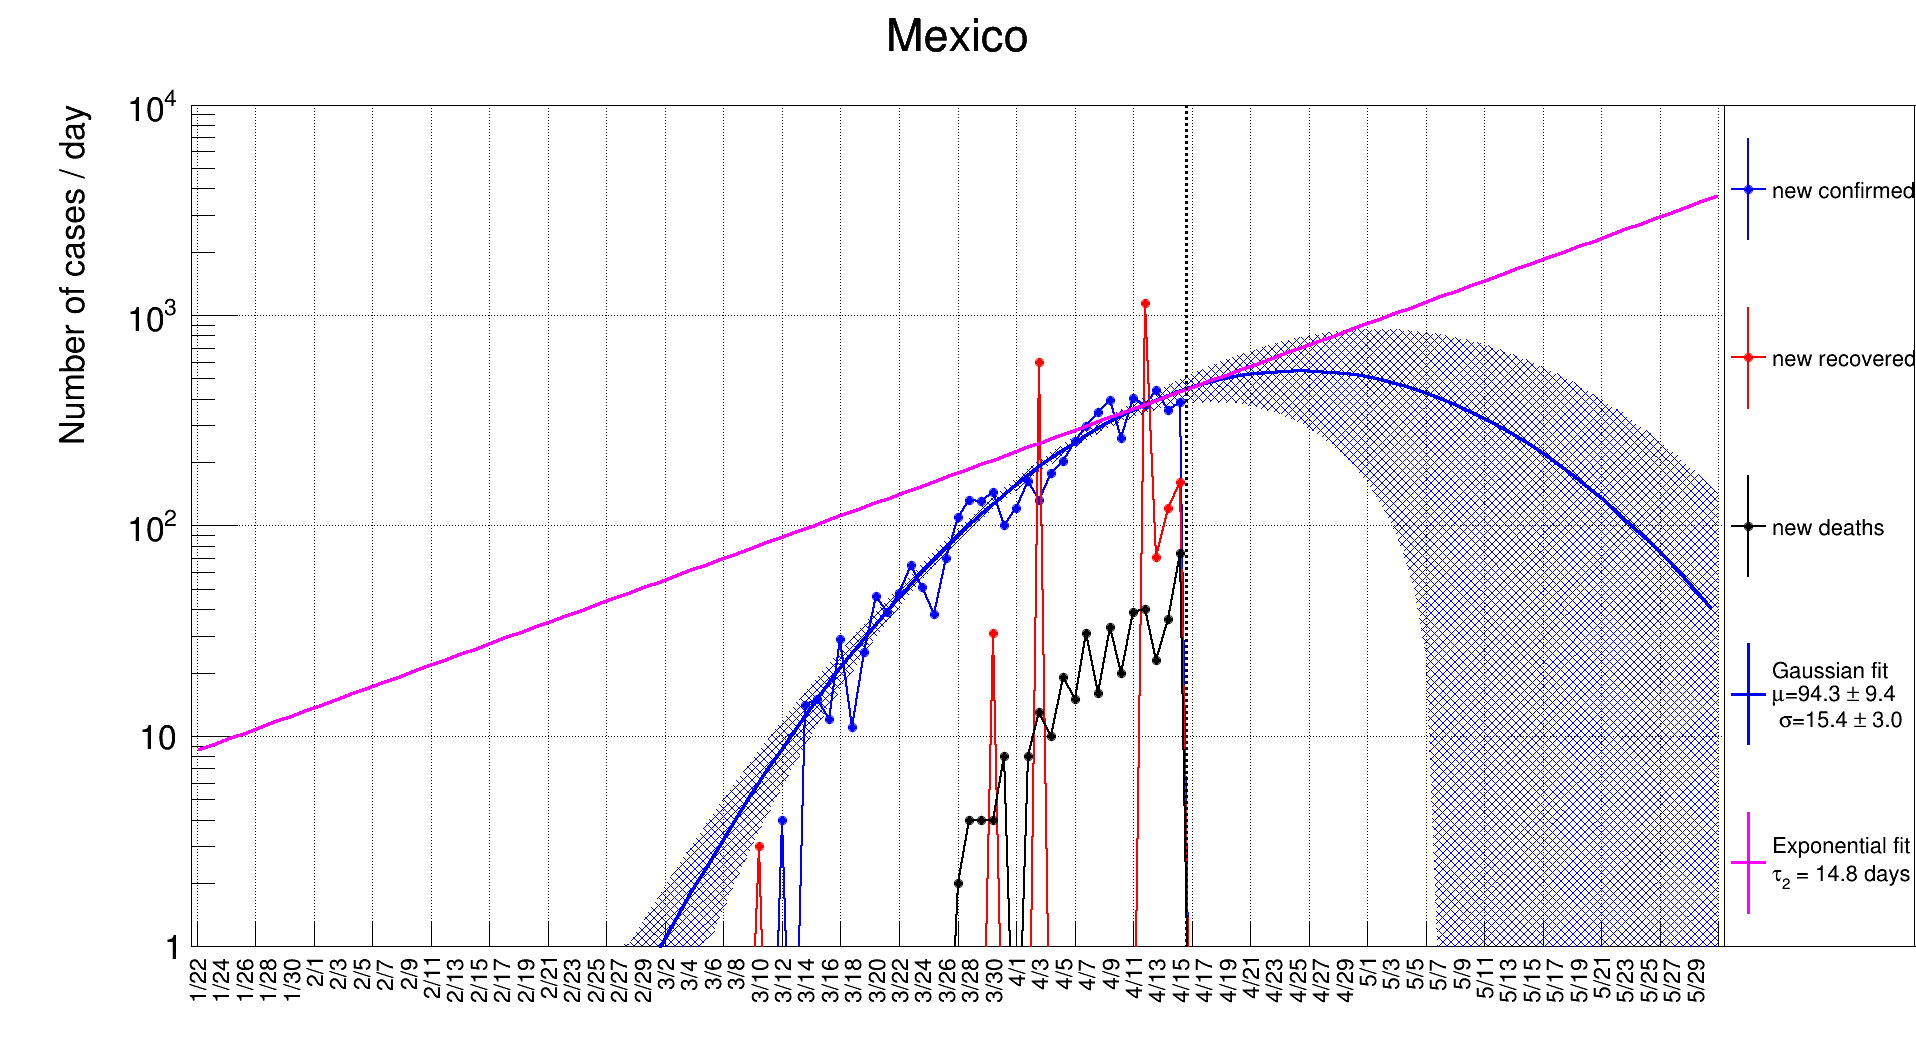 Mexico
Number of cases / day
10⁴
10³
10²
10
1
1/22 1/24 1/26 1/28 1/30 2/1 2/3 2/5 2/7 2/9 2/11 2/13 2/15 2/17 2/19 2/21 2/23 2/25 2/27 2/29 3/2 3/4 3/6 3/8 3/10 3/12 3/14 3/16 3/18 3/20 3/22 3/24 3/26 3/28 3/30 4/1 4/3 4/5 4/7 4/9 4/11 4/13 4/15 4/17 4/19 4/21 4/23 4/25 4/27 4/29 5/1 5/3 5/5 5/7 5/9 5/11 5/13 5/15 5/17 5/19 5/21 5/23 5/25 5/27 5/29
new confirmed
new recovered
new deaths
Gaussian fit
μ=94.3 ± 9.4
σ=15.4 ± 3.0
Exponential fit
τ₂ = 14.8 days